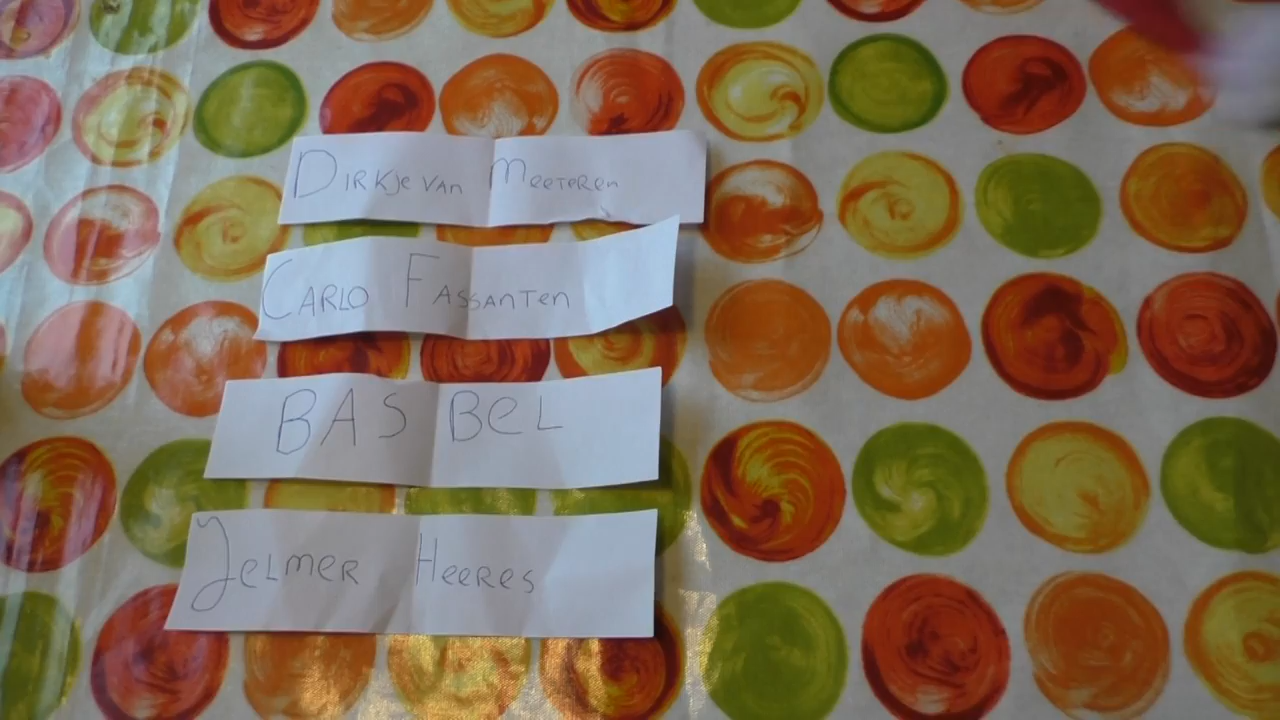 DIRKJe VAN MeeTeRen
CARLO FASSANTEN
BAS BeL
JeLMeR HeeReS